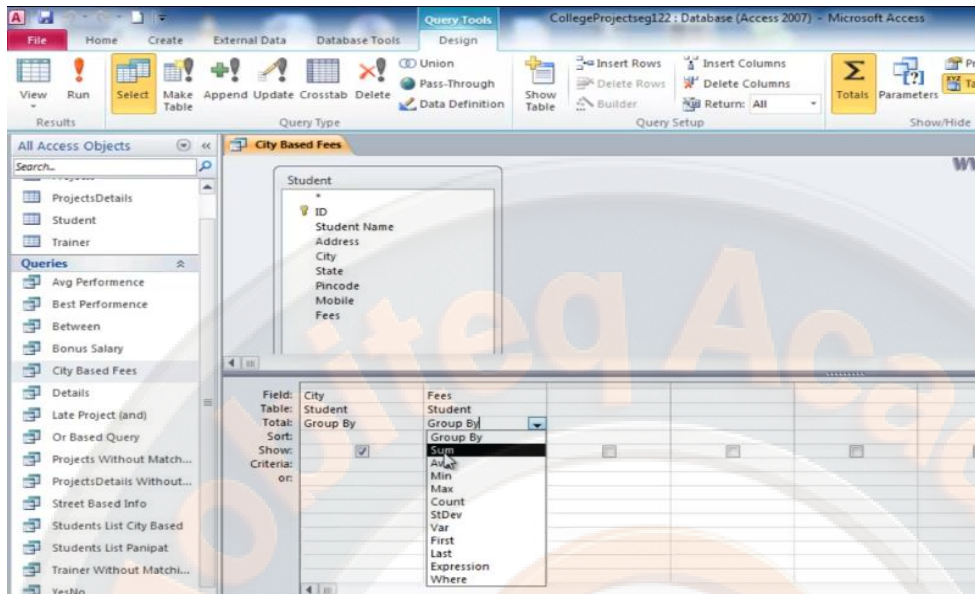 Query Tools
CollegeProjectseg122 : Database (Access 2007) - Microsoft Access
File Home Create External Data Database Tools Design
View
Run
Select
Make Table
Append
Update
Crosstab
Delete
Union
Pass-Through
Data Definition
Show Table
Insert Rows
Delete Rows
Builder
Insert Columns
Delete Columns
Return: All
Totals
Parameters
Results
Query Type
Query Setup
Show/Hide
All Access Objects
Search...
ProjectsDetails
Student
Trainer
Queries
Avg Performence
Best Performence
Between
Bonus Salary
City Based Fees
Details
Late Project (and)
Or Based Query
Projects Without Match...
ProjectsDetails Without...
Street Based Info
Students List City Based
Students List Panipat
Trainer Without Matchi...
YesNo
City Based Fees
Student
*
ID
Student Name
Address
City
State
Pincode
Mobile
Fees
Field: City Fees
Table: Student Student
Total: Group By Group By
Sort:
Show:
Criteria:
or:
Group By
Sum
Min
Max
Count
StDev
Var
First
Last
Expression
Where